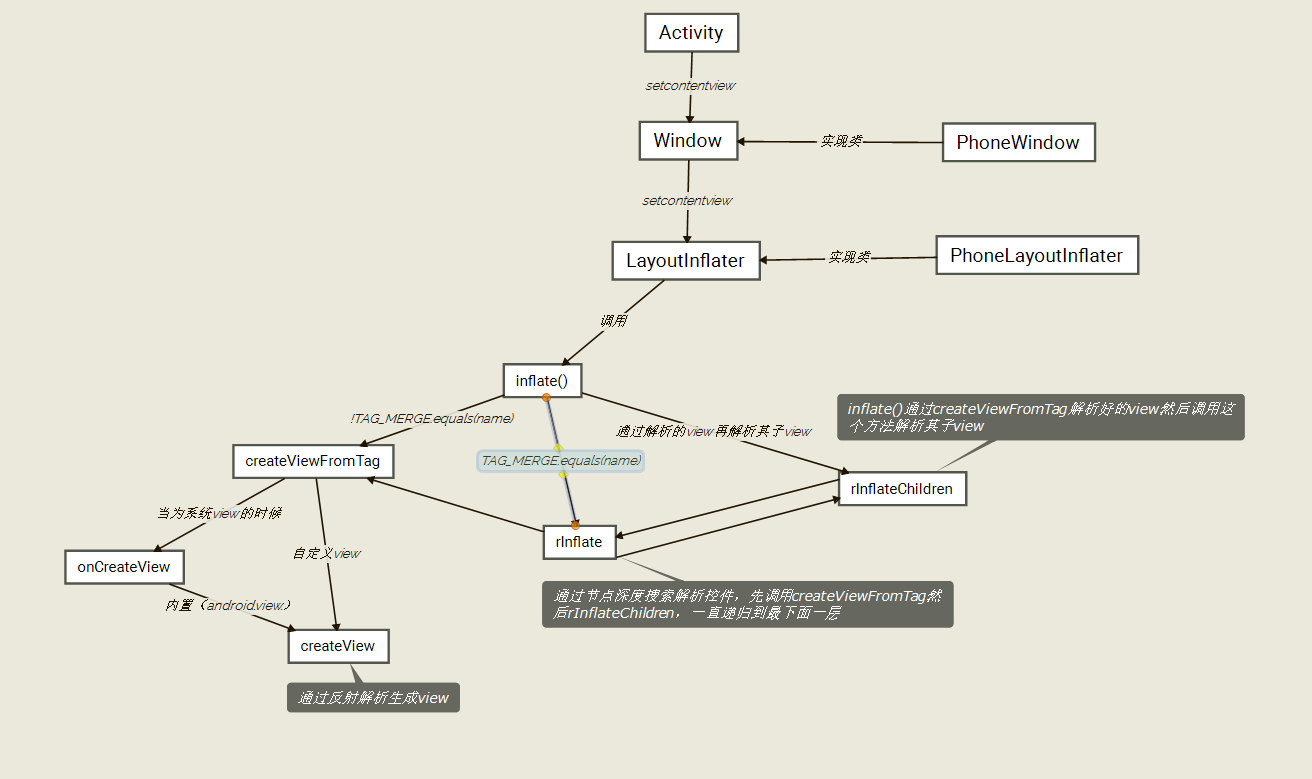 Activity
setcontentview
Window
实现类
PhoneWindow
setcontentview
LayoutInflater
实现类
PhoneLayoutInflater
调用
inflate()
!TAG_MERGE.equals(name)
通过解析的view再解析其子view
inflate()通过createViewFromTag解析好的view然后调用这
个方法解析其子view
createViewFromTag
TAG_MERGE.equals(name)
rInflateChildren
当为系统view的时候
自定义view
rInflate
onCreateView
内置（android.view.）
通过节点深度搜索解析控件，先调用createViewFromTag然
后rInflateChildren，一直递归到最下面一层
createView
通过反射解析生成view